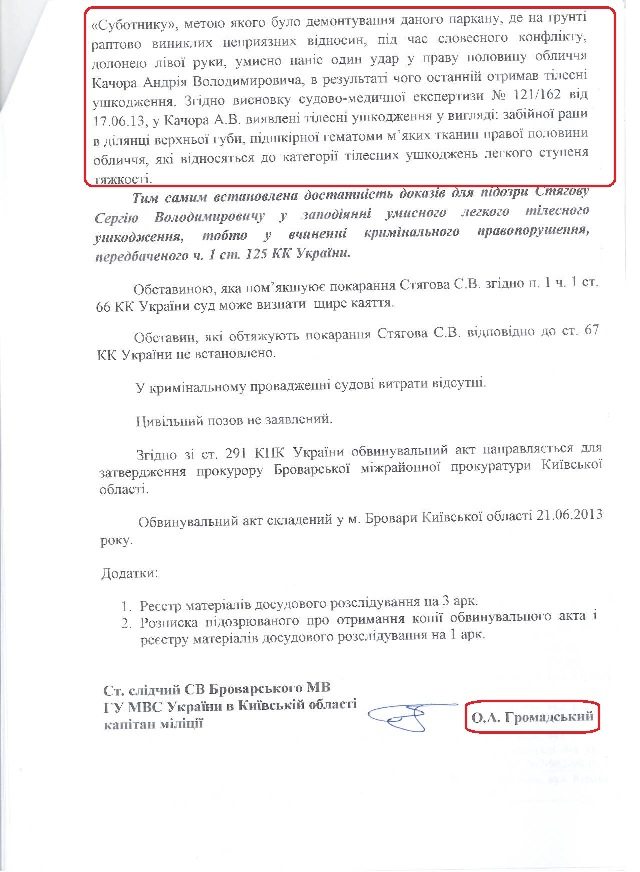 «Суботнику», метою якого було демонтування даного паркану, де на ґрунті
раптово виниклих неприязних відносин, під час словесного конфлікту,
долонею лівої руки, умисно наніс один удар у праву половину обличчя
Качора Андрія Володимировича, в результаті чого останній отримав тілесні
ушкодження. Згідно висновку судово-медичної експертизи № 121/162 від
17.06.13, у Качора А.В. виявлені тілесні ушкодження у вигляді: забійної рани
в ділянці верхньої губи, підшкірної гематоми м’яких тканин правої половини
обличчя, які відносяться до категорії тілесних ушкоджень легкого ступеня
тяжкості.
Тим самим встановлена достатність доказів для підозри Стягову
Сергію Володимировичу у заподіянні умисного легкого тілесного
ушкодження, тобто у вчиненні кримінального правопорушення,
передбаченого ч. 1 ст. 125 КК України.
Обставиною, яка пом’якшує покарання Стягова С.В. згідно п. 1 ч. 1 ст.
66 КК України суд може визнати щире каяття.
Обставин, які обтяжують покарання Стягова С.В. відповідно до ст. 67
КК України не встановлено.
У кримінальному провадженні судові витрати відсутні.
Цивільний позов не заявлений.
Згідно зі ст. 291 КПК України обвинувальний акт направляється для
затвердження прокурору Броварської міжрайонної прокуратури Київської
області.
Обвинувальний акт складений у м. Бровари Київської області 21.06.2013
року.
Додатки:
1. Реєстр матеріалів досудового розслідування на 3 арк.
2. Розписка підозрюваного про отримання копії обвинувального акта і
реєстру матеріалів досудового розслідування на 1 арк.
Ст. слідчий СВ Броварського МВ
ГУ МВС України в Київській області
капітан міліції
О.Л. Громадський